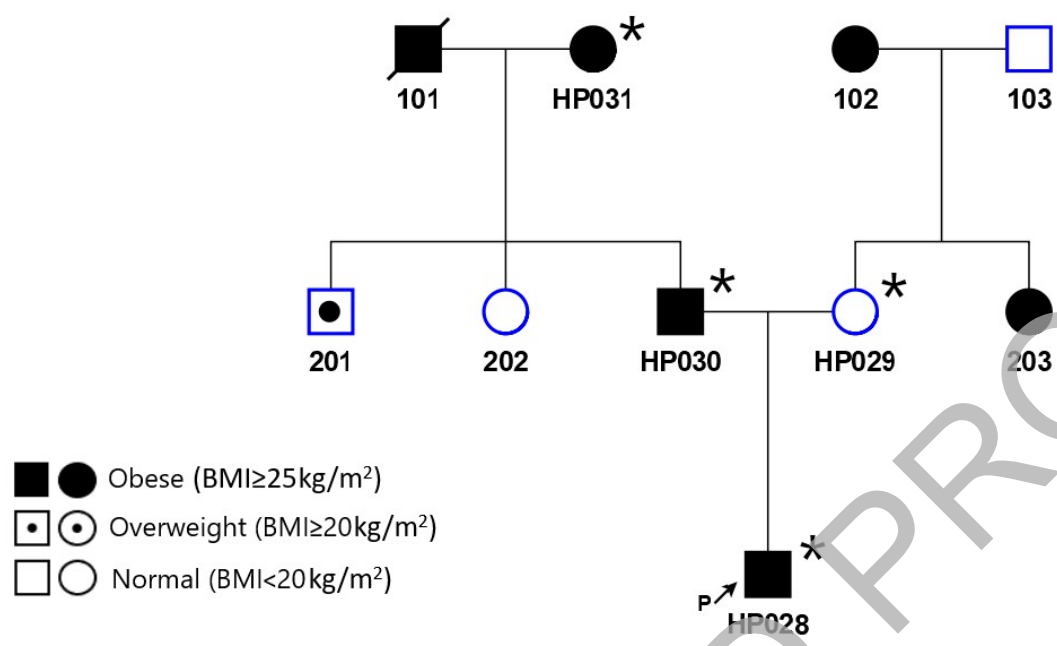 *
101 HP031 102 103
* *
201 202 HP030 HP029 203
Obese (BMI≥25kg/m²)
Overweight (BMI≥20kg/m²)
Normal (BMI<20kg/m²)
*
P
HP028
PRO